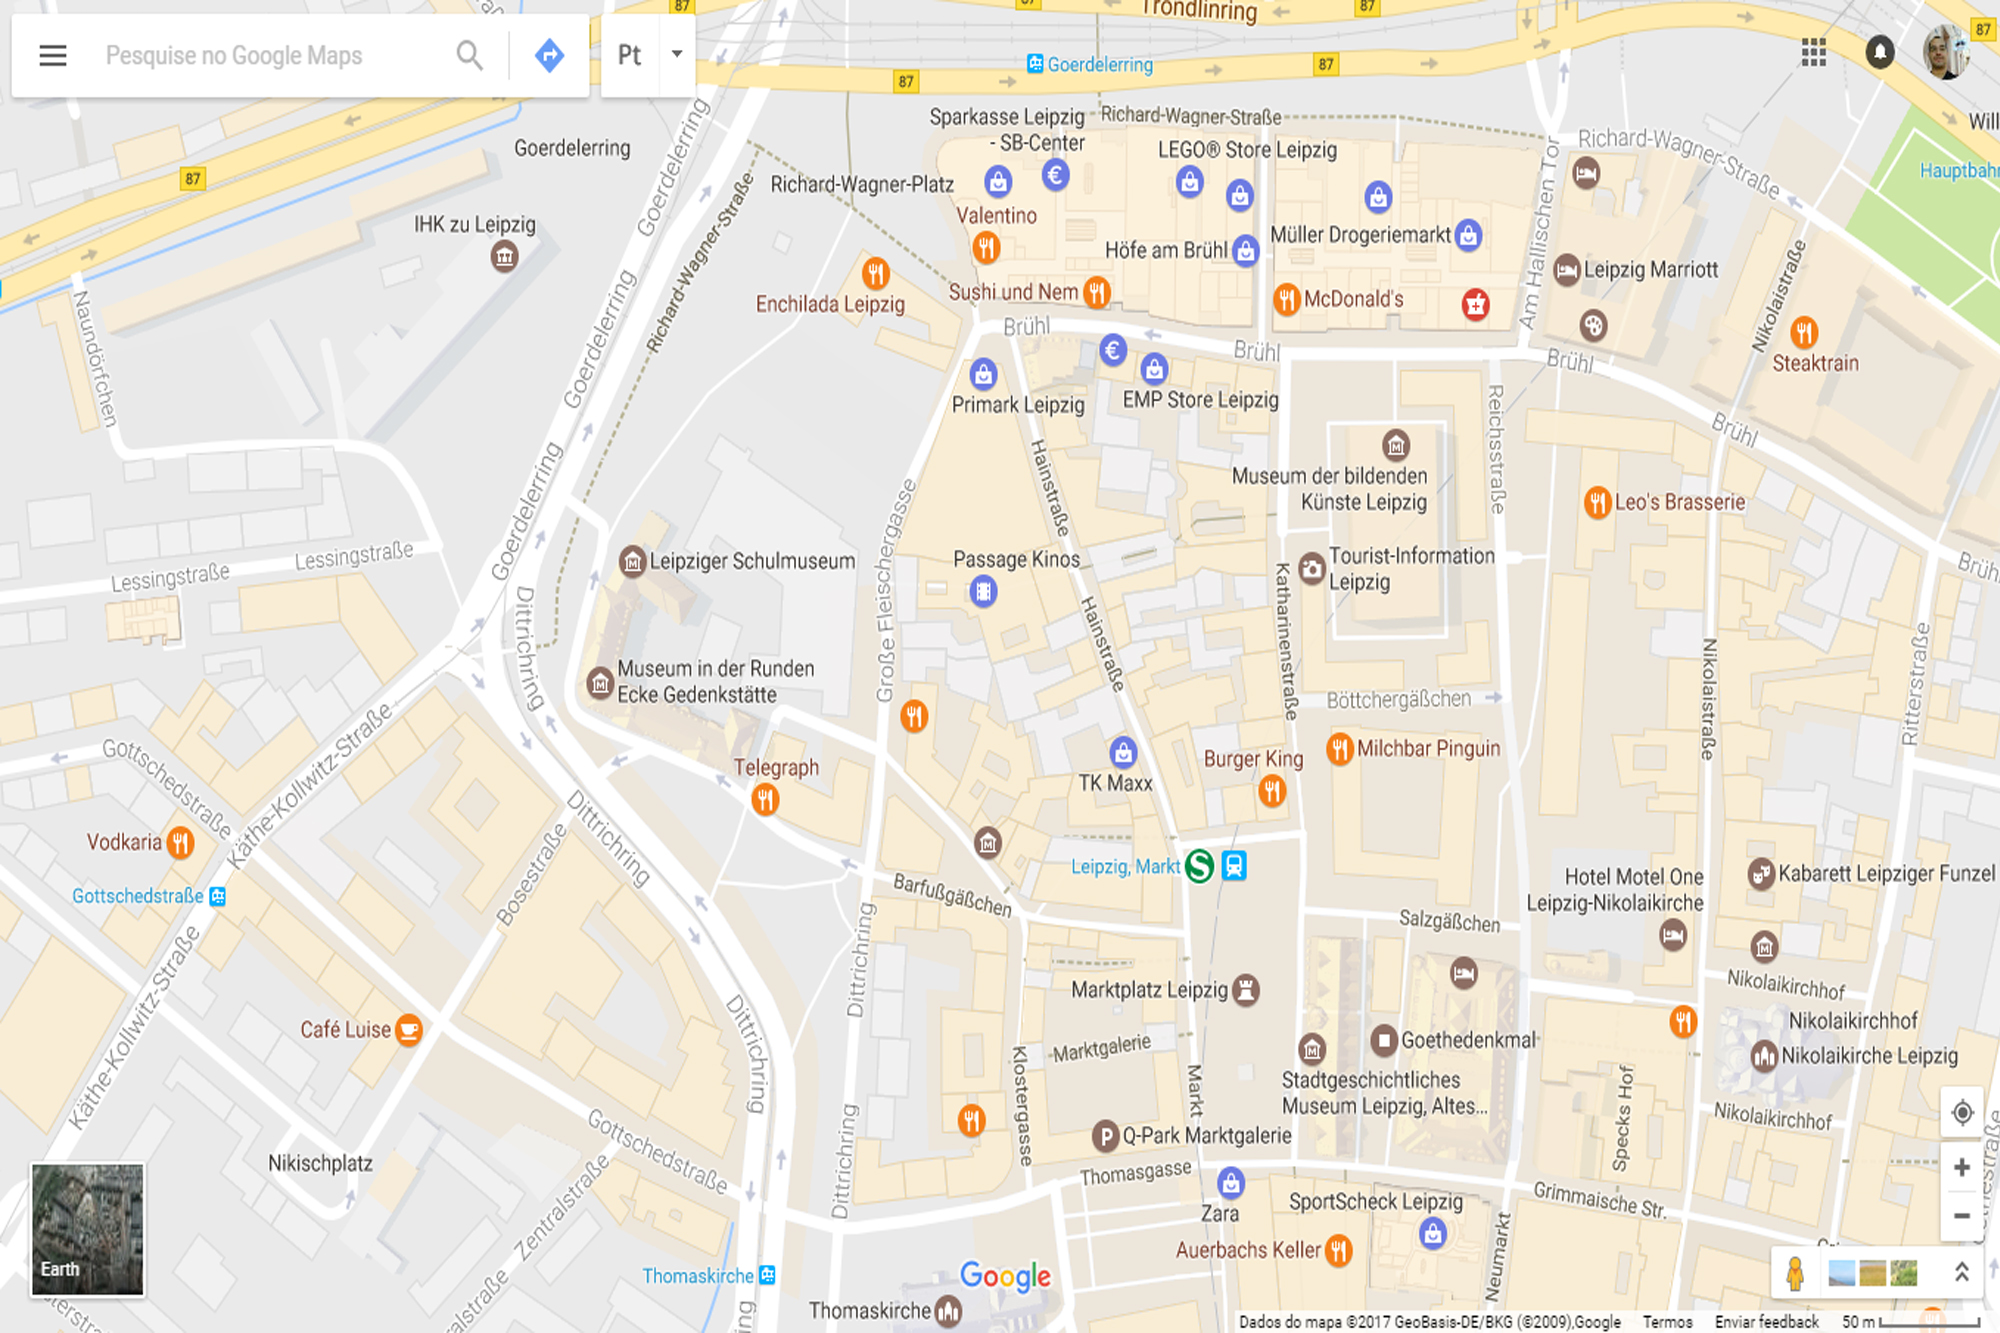 Pesquise no Google Maps
Pt
87
87
87
Tröndlinring
87
87
Goerdelerring
87
87
Sparkasse Leipzig
- SB-Center
Richard-Wagner-Straße
LEGO® Store Leipzig
Richard-Wagner-Straße
Will
Hauptbahn
Goerdelerring
Goerdelerring
Richard-Wagner-Platz
Am Hallischen Tor
IHK zu Leipzig
Valentino
Höfe am Brühl
Müller Drogeriemarkt
Leipzig Marriott
Richard-Wagner-Straße
Enchilada Leipzig
Sushi und Nem
McDonald's
Nikolaistraße
Steaktrain
Naundörfchen
Goerdelerring
Brühl
Brühl
Brühl
Brühl
Brühl
Primark Leipzig
EMP Store Leipzig
Reichsstraße
Hainstraße
Museum der bildenden
Künste Leipzig
Leo's Brasserie
Goerdelerring
Große Fleischergasse
Lessingstraße
Lessingstraße
Leipziger Schulmuseum
Passage Kinos
Tourist-Information
Leipzig
Dittrichring
Hainstraße
Katharinenstraße
Nikolaistraße
Ritterstraße
Museum in der Runden
Ecke Gedenkstätte
Böttchergäßchen
Gottschedstraße
Käthe-Kollwitz-Straße
Telegraph
TK Maxx
Burger King
Milchbar Pinguin
Dittrichring
Vodkaria
Gottschedstraße
Bosestraße
Leipzig, Markt
S
Barfußgäßchen
Hotel Motel One
Leipzig-Nikolaikirche
Kabarett Leipziger Funzel
Salzgäßchen
Käthe-Kollwitz-Straße
Dittrichring
Dittrichring
Marktplatz Leipzig
Nikolaikirchhof
Café Luise
Marktgalerie
Goethedenkmal
Nikolaikirchhof
Nikolaikirche Leipzig
Klostergasse
Markt
Stadtgeschichtliches
Museum Leipzig, Altes...
Specks Hof
Nikolaikirchhof
Gottschedstraße
Dittrichring
P
Q-Park Marktgalerie
Nikischplatz
Zentralstraße
Thomasgasse
Zara
SportScheck Leipzig
Grimmaische Str.
Neumarkt
Auerbachs Keller
Earth
Thomaskirche
Google
Thomaskirche
Dados do mapa ©2017 GeoBasis-DE/BKG (©2009),Google
Termos
Enviar feedback
50 m